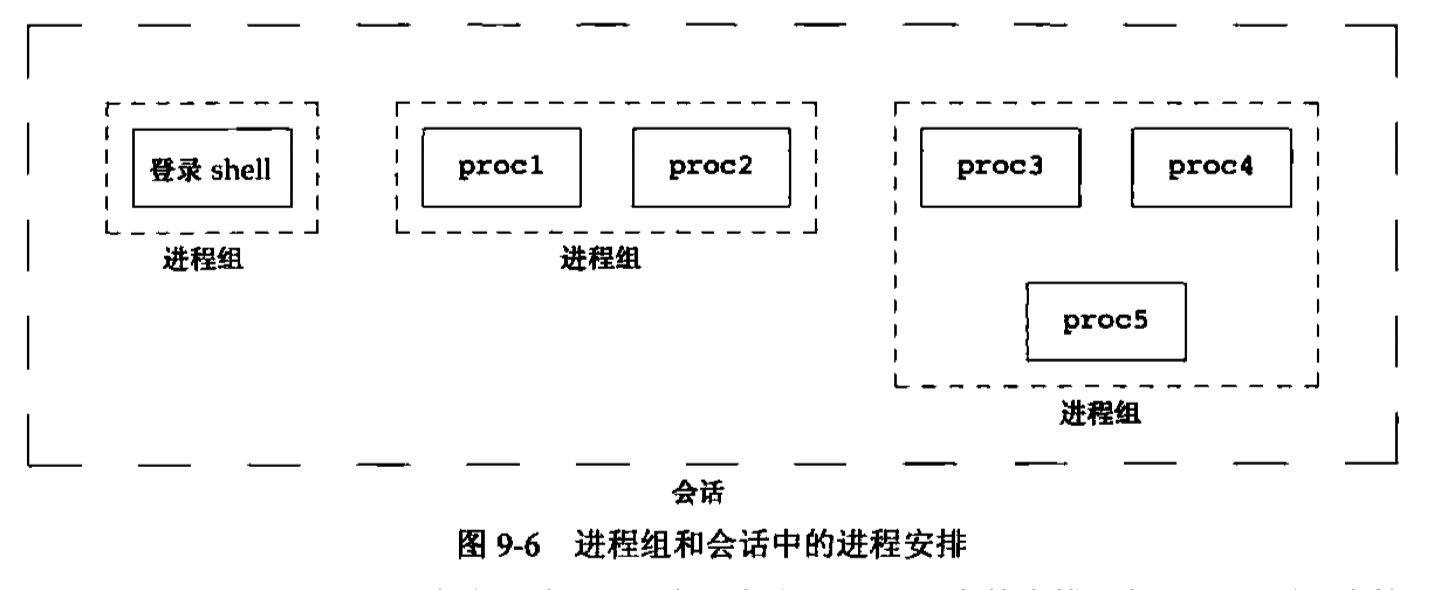 登录 shell
proc1
proc2
proc3
proc4
进程组
进程组
proc5
进程组
会话
图 9-6 进程组和会话中的进程安排